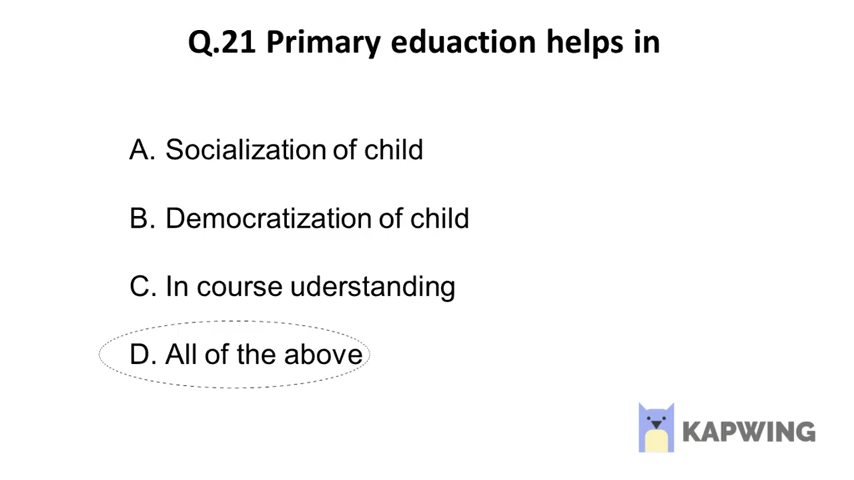 Q.21 Primary eduaction helps in
A. Socialization of child
B. Democratization of child
C. In course uderstanding
D. All of the above
KAPWING